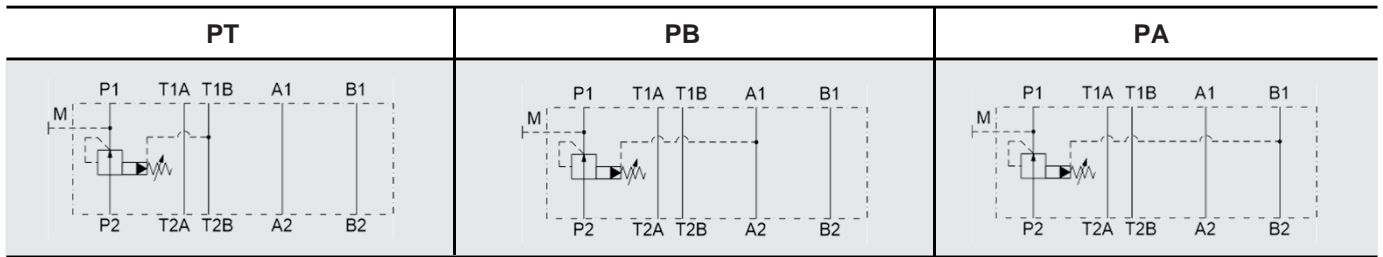 PT PB PA
P1 T1A T1B A1 B1 P1 T1A T1B A1 B1 P1 T1A T1B A1 B1
M M M
P2 T2A T2B A2 B2 P2 T2A T2B A2 B2 P2 T2A T2B A2 B2